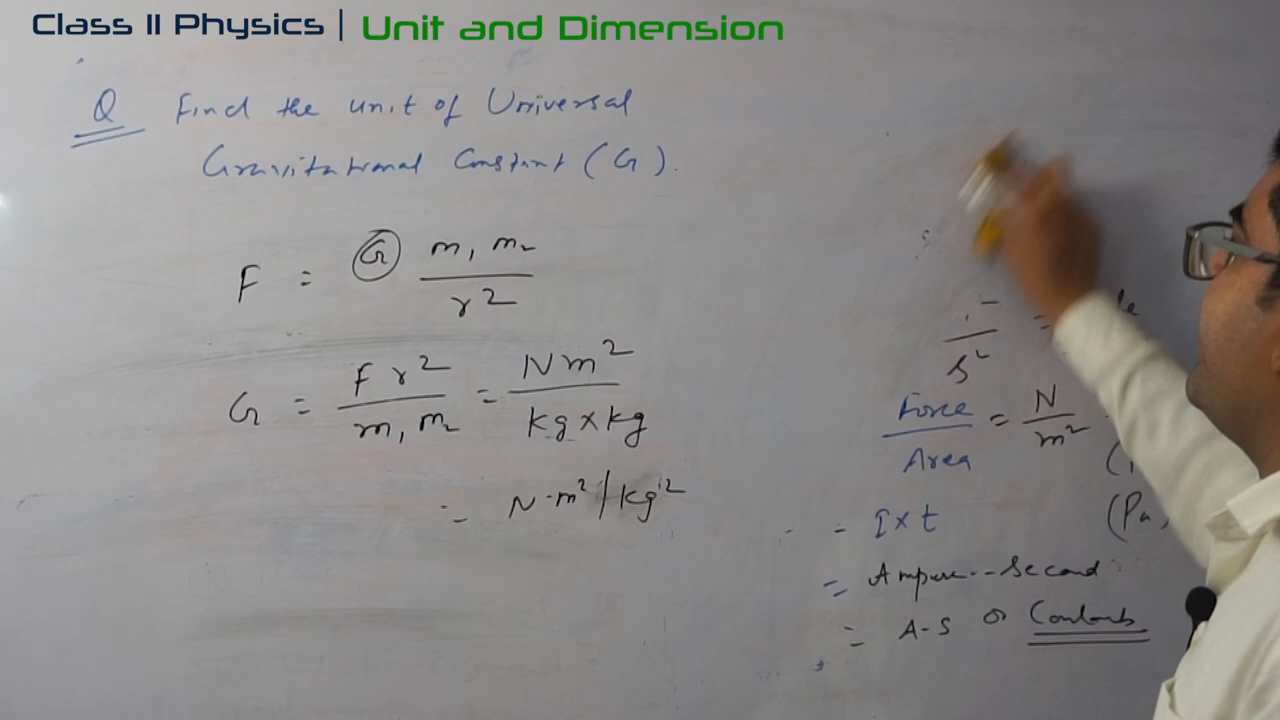 Class 11 Physics | Unit and Dimension
Q Find the unit of Universal
Gravitational Constant (G).
F = G m₁ m₂ / r²
G = F r² / m₁ m₂ = N m² / kg × kg
= N·m² / kg²
s²
Force / Area = N / m²
(Pa)
= I × t
= Ampere - Second
= A-S or Coulomb